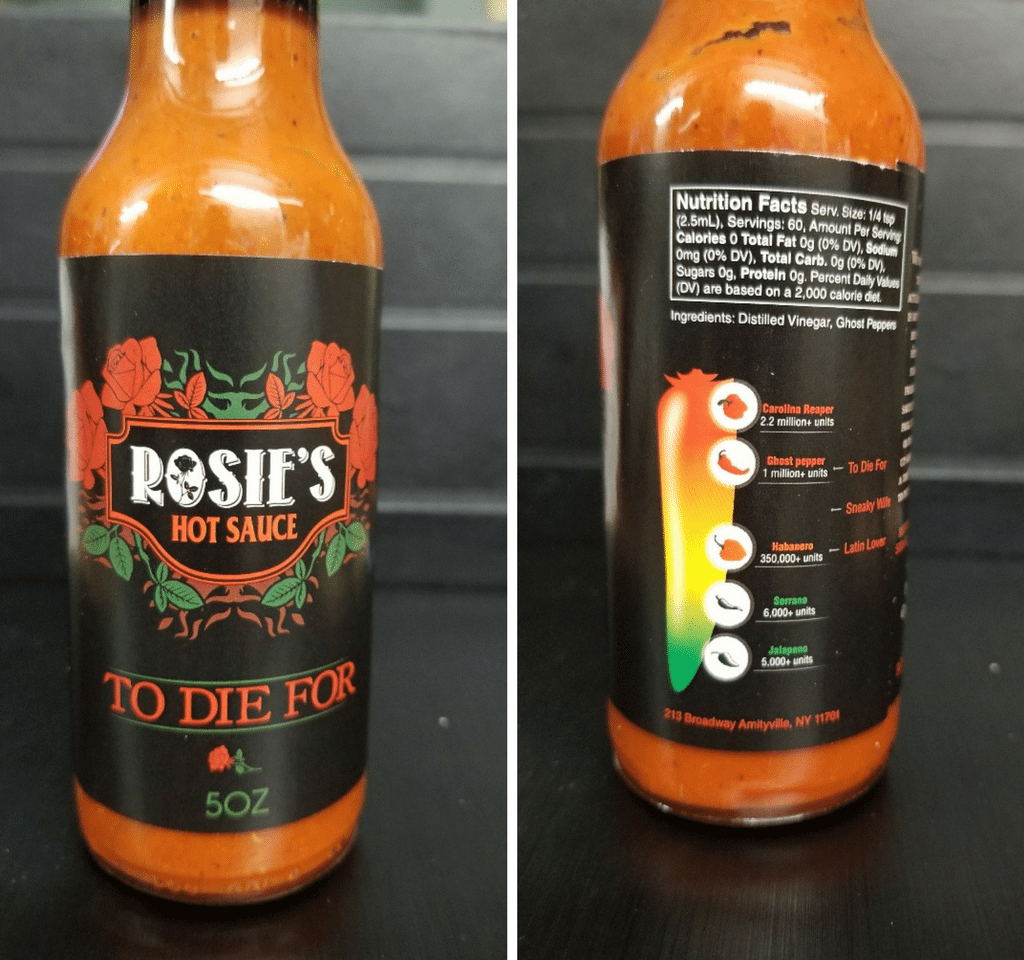 ROSIE'S
HOT SAUCE
TO DIE FOR
5OZ
Nutrition Facts Serv. Size: 1/4 tsp
(2.5mL), Servings: 60, Amount Per Serving:
Calories 0 Total Fat 0g (0% DV), Sodium
0mg (0% DV), Total Carb. 0g (0% DV),
Sugars 0g, Protein 0g. Percent Daily Values
(DV) are based on a 2,000 calorie diet.
Ingredients: Distilled Vinegar, Ghost Peppers
Carolina Reaper
2.2 million+ units
Ghost pepper
1 million+ units
To Die For
Sneaky Wife
Habanero
350,000+ units
Latin Lover
Serrano
6,000+ units
Jalapeno
5,000+ units
213 Broadway Amityville, NY 11701